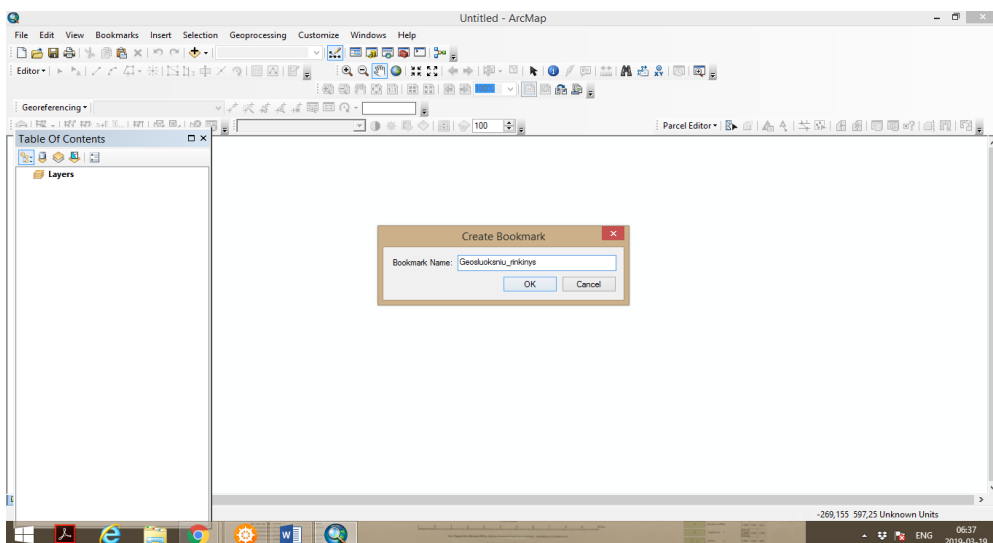 Untitled - ArcMap
File Edit View Bookmarks Insert Selection Geoprocessing Customize Windows Help
Editor
Georeferencing
100
Parcel Editor
Table Of Contents
Layers
Create Bookmark
Bookmark Name: Geosluoksniu_rinkinys
OK Cancel
-269,155 597,25 Unknown Units
W
ENG
06:37
2019-03-19